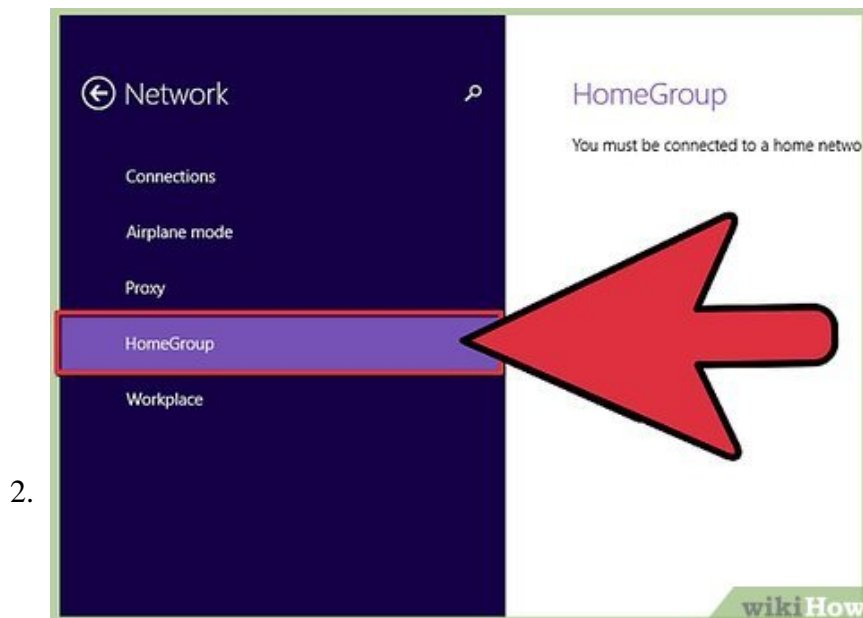 Network
HomeGroup
You must be connected to a home netwo
Connections
Airplane mode
Proxy
HomeGroup
Workplace
2.
wikiHow